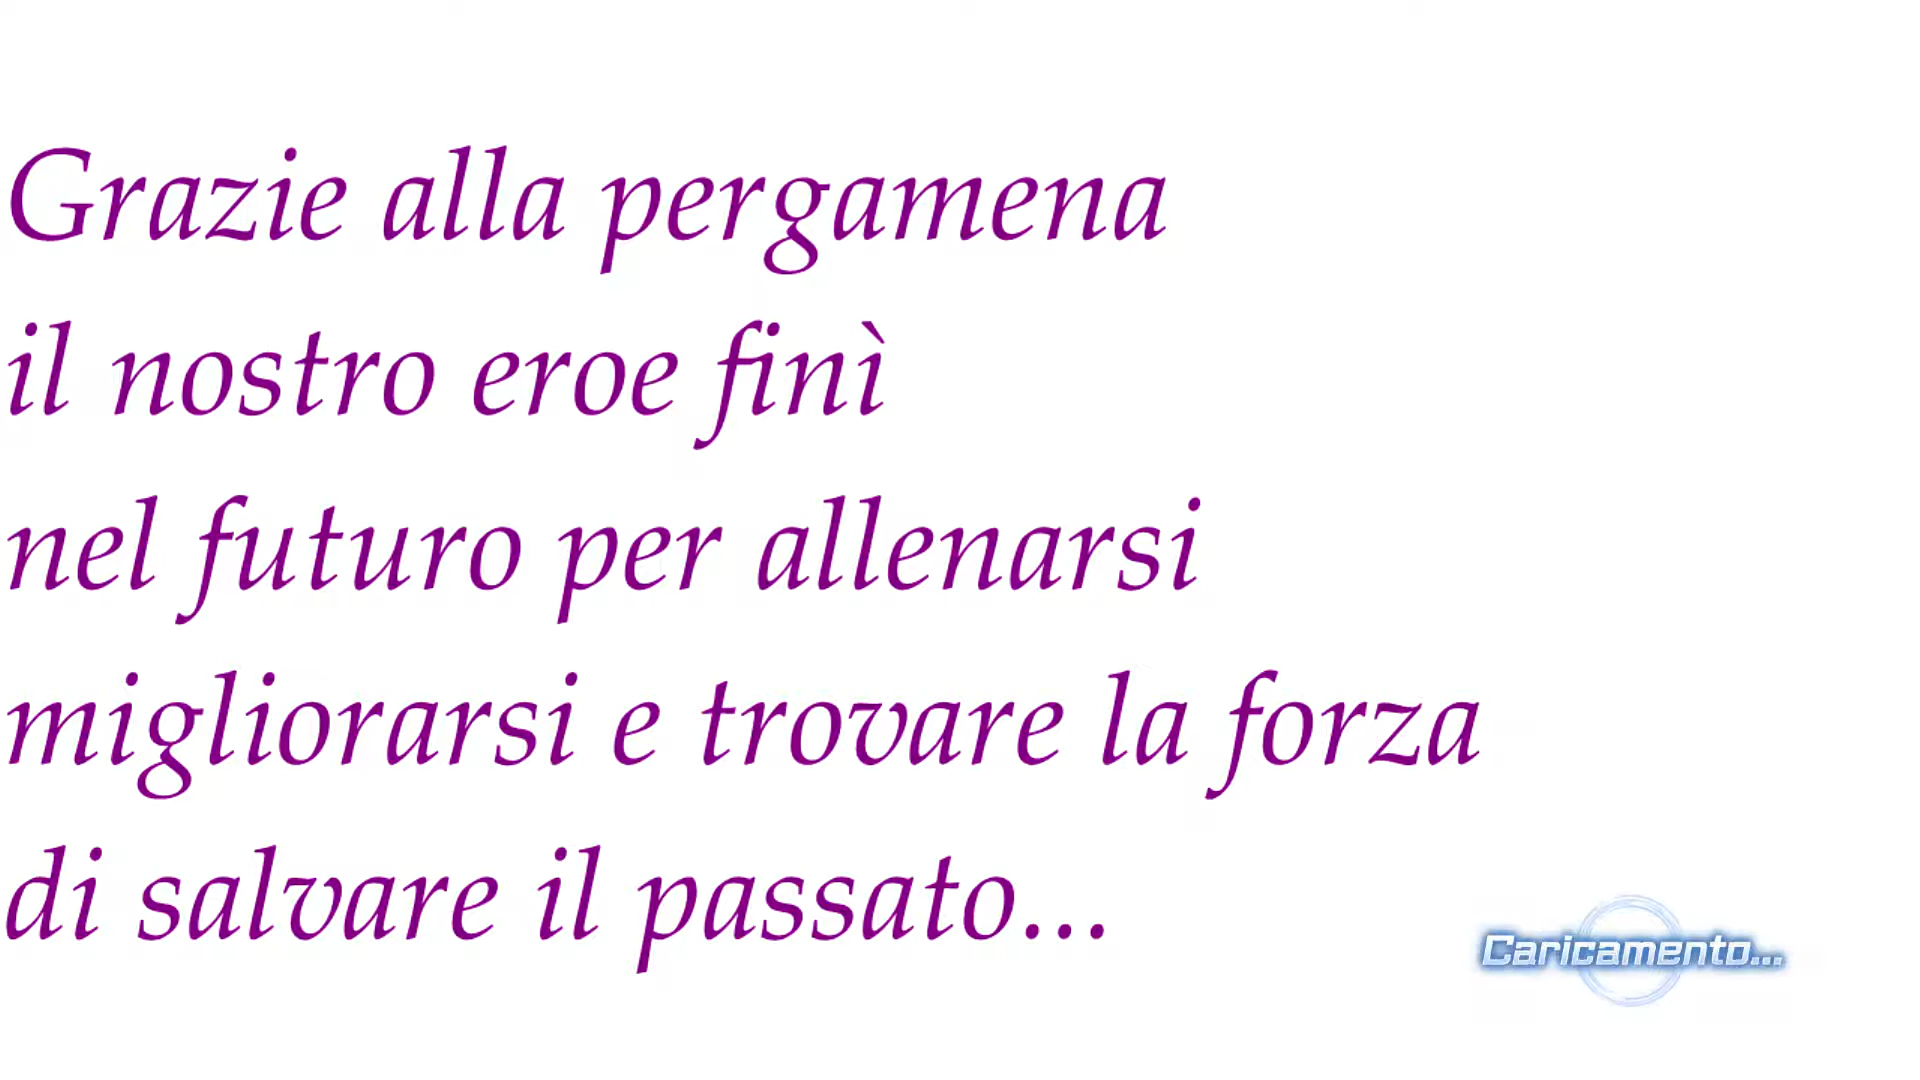 Grazie alla pergamena
il nostro eroe finì
nel futuro per allenarsi
migliorarsi e trovare la forza
di salvare il passato...
Caricamento...